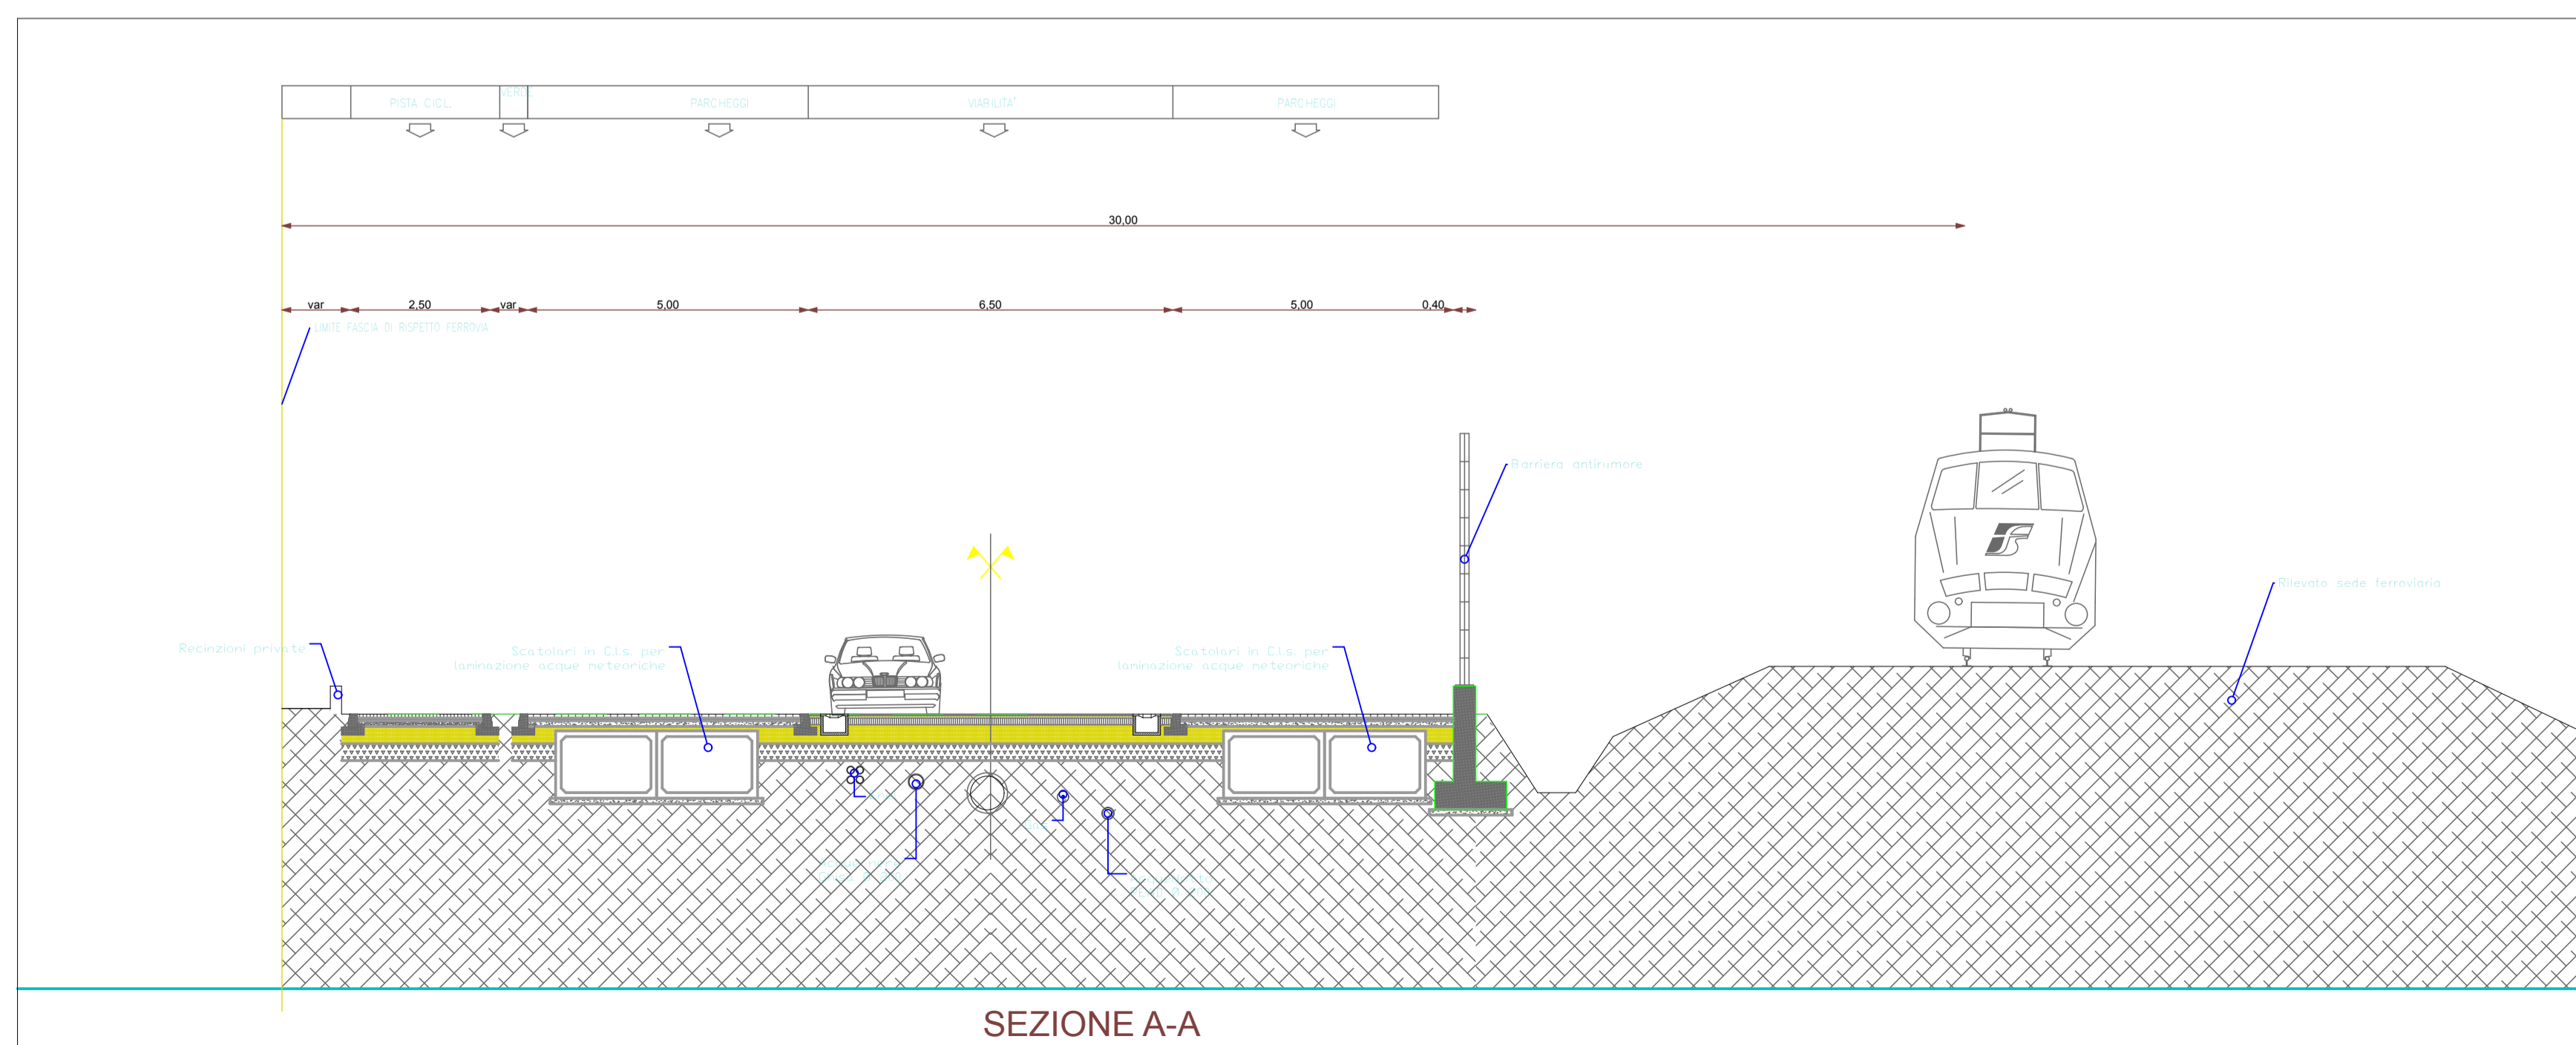 PISTA CICL.
VERDE
PARCHEGGI
VIABILITA'
PARCHEGGI
30,00
var
2,50
var
5,00
6,50
5,00
0,40
LIMITE FASCIA DI RISPETTO FERROVIA
Barriera antirumore
Rilevato sede ferroviaria
Recinzioni private
Scatolari in C.l.s. per
laminazione acque meteoriche
Scatolari in C.l.s. per
laminazione acque meteoriche
SEZIONE A-A